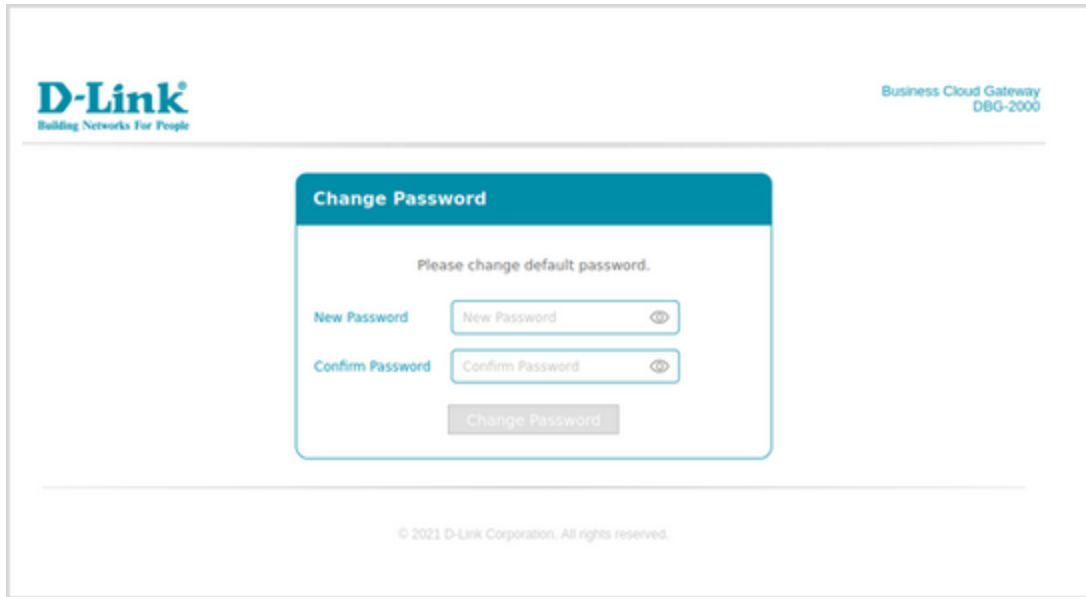 D-Link
Building Networks For People
Business Cloud Gateway
DBG-2000
Change Password
Please change default password.
New Password
New Password
Confirm Password
Confirm Password
Change Password
© 2021 D-Link Corporation. All rights reserved.